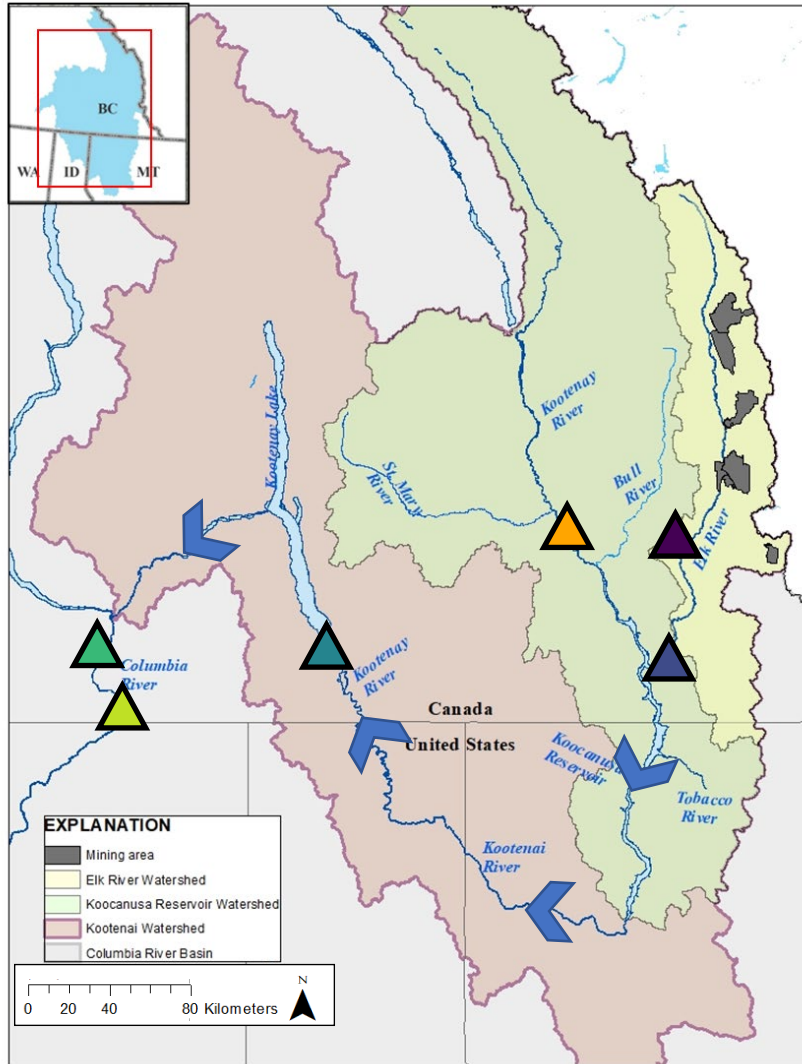 BC
WA
ID
MT
Kootenay Lake
Kootenay
River
St. Mary
River
Bull
River
Elk River
Columbia
River
Kootenay
River
Canada
United States
Koocanusa
Reservoir
Tobacco
River
Kootenai
River
EXPLANATION
Mining area
Elk River Watershed
Koocanusa Reservoir Watershed
Kootenai Watershed
Columbia River Basin
N
0 20 40 80 Kilometers